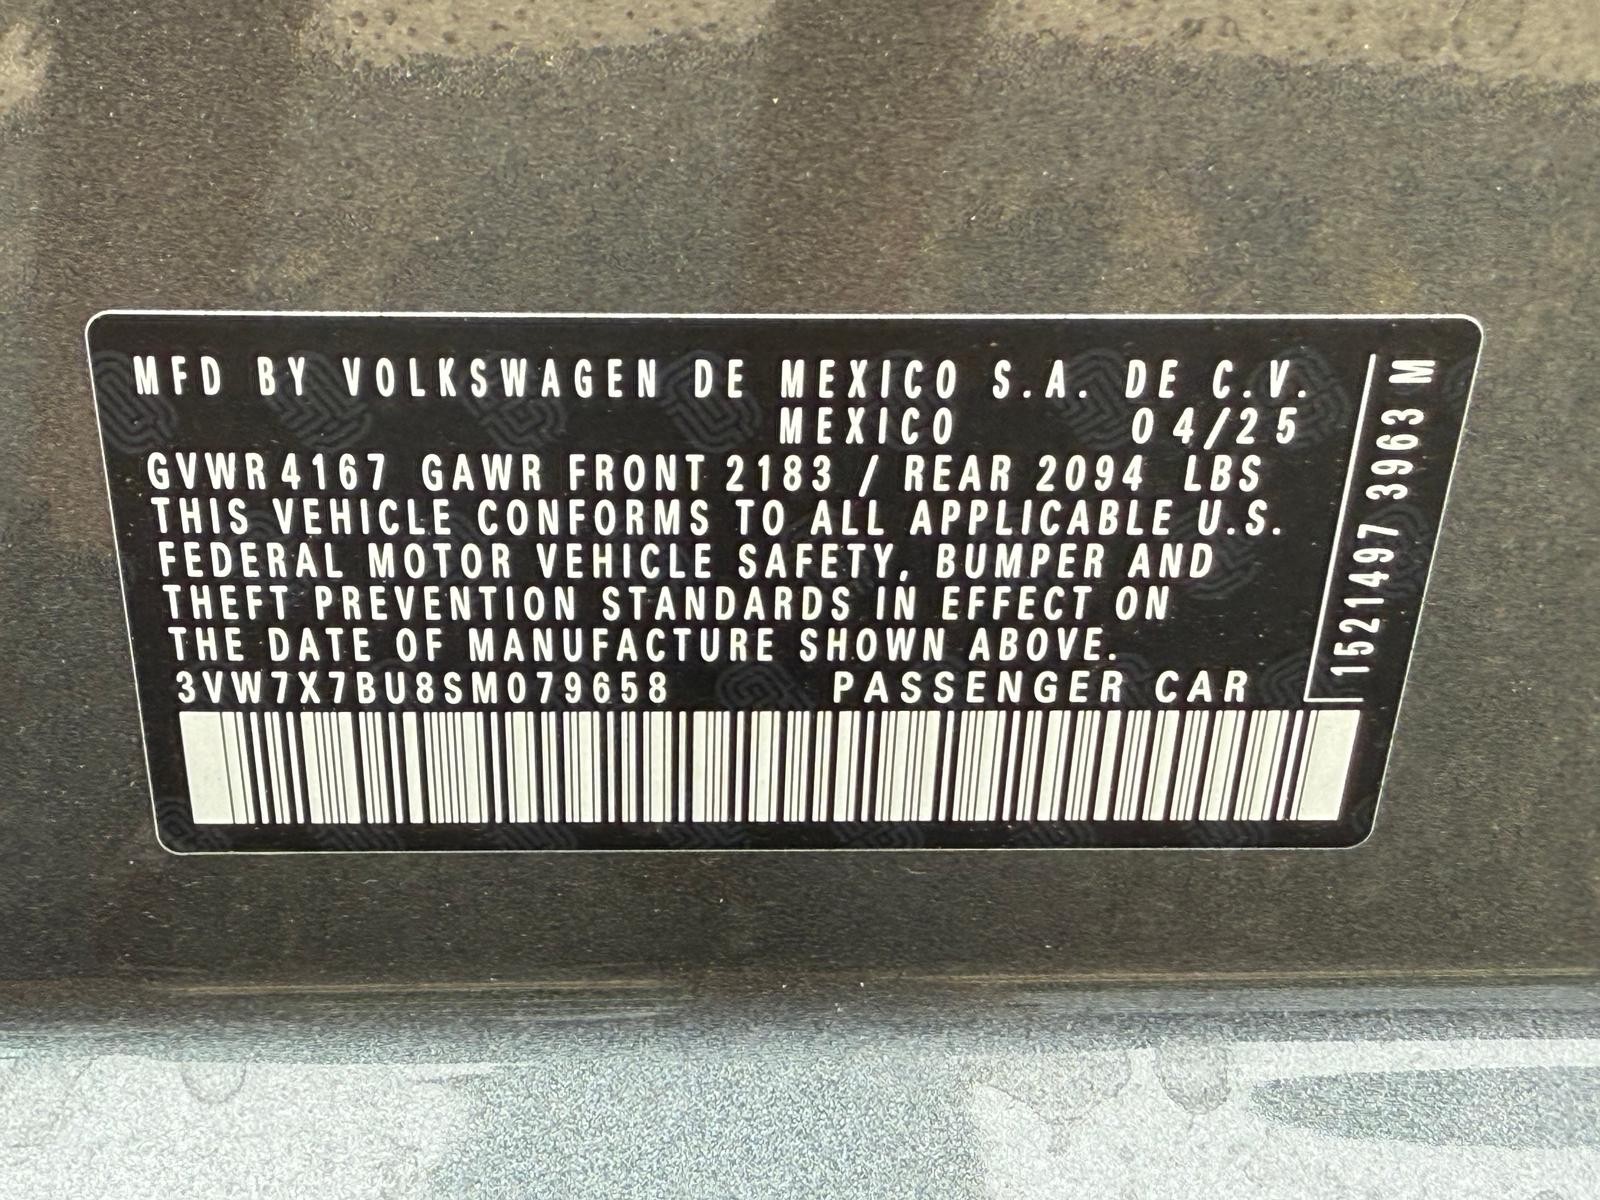 MFD BY VOLKSWAGEN DE MEXICO S.A. DE C.V.
MEXICO 04/25
GVWR 4167 GAWR FRONT 2183 / REAR 2094 LBS
THIS VEHICLE CONFORMS TO ALL APPLICABLE U.S.
FEDERAL MOTOR VEHICLE SAFETY, BUMPER AND
THEFT PREVENTION STANDARDS IN EFFECT ON
THE DATE OF MANUFACTURE SHOWN ABOVE.
3VW7X7BU8SM079658 PASSENGER CAR
1521497 3963 M